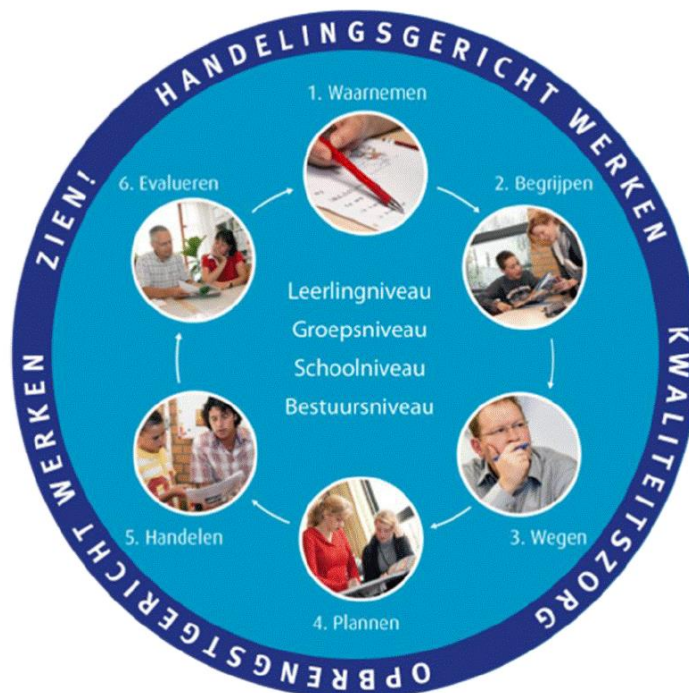 HANDELINGSGERICHT WERKEN
KWALITEITSZORG
OPBRENGSTGERICHT WERKEN
ZIEN!
1. Waarnemen
2. Begrijpen
3. Wegen
4. Plannen
5. Handelen
6. Evalueren
Leerlingniveau
Groepsniveau
Schoolniveau
Bestuursniveau